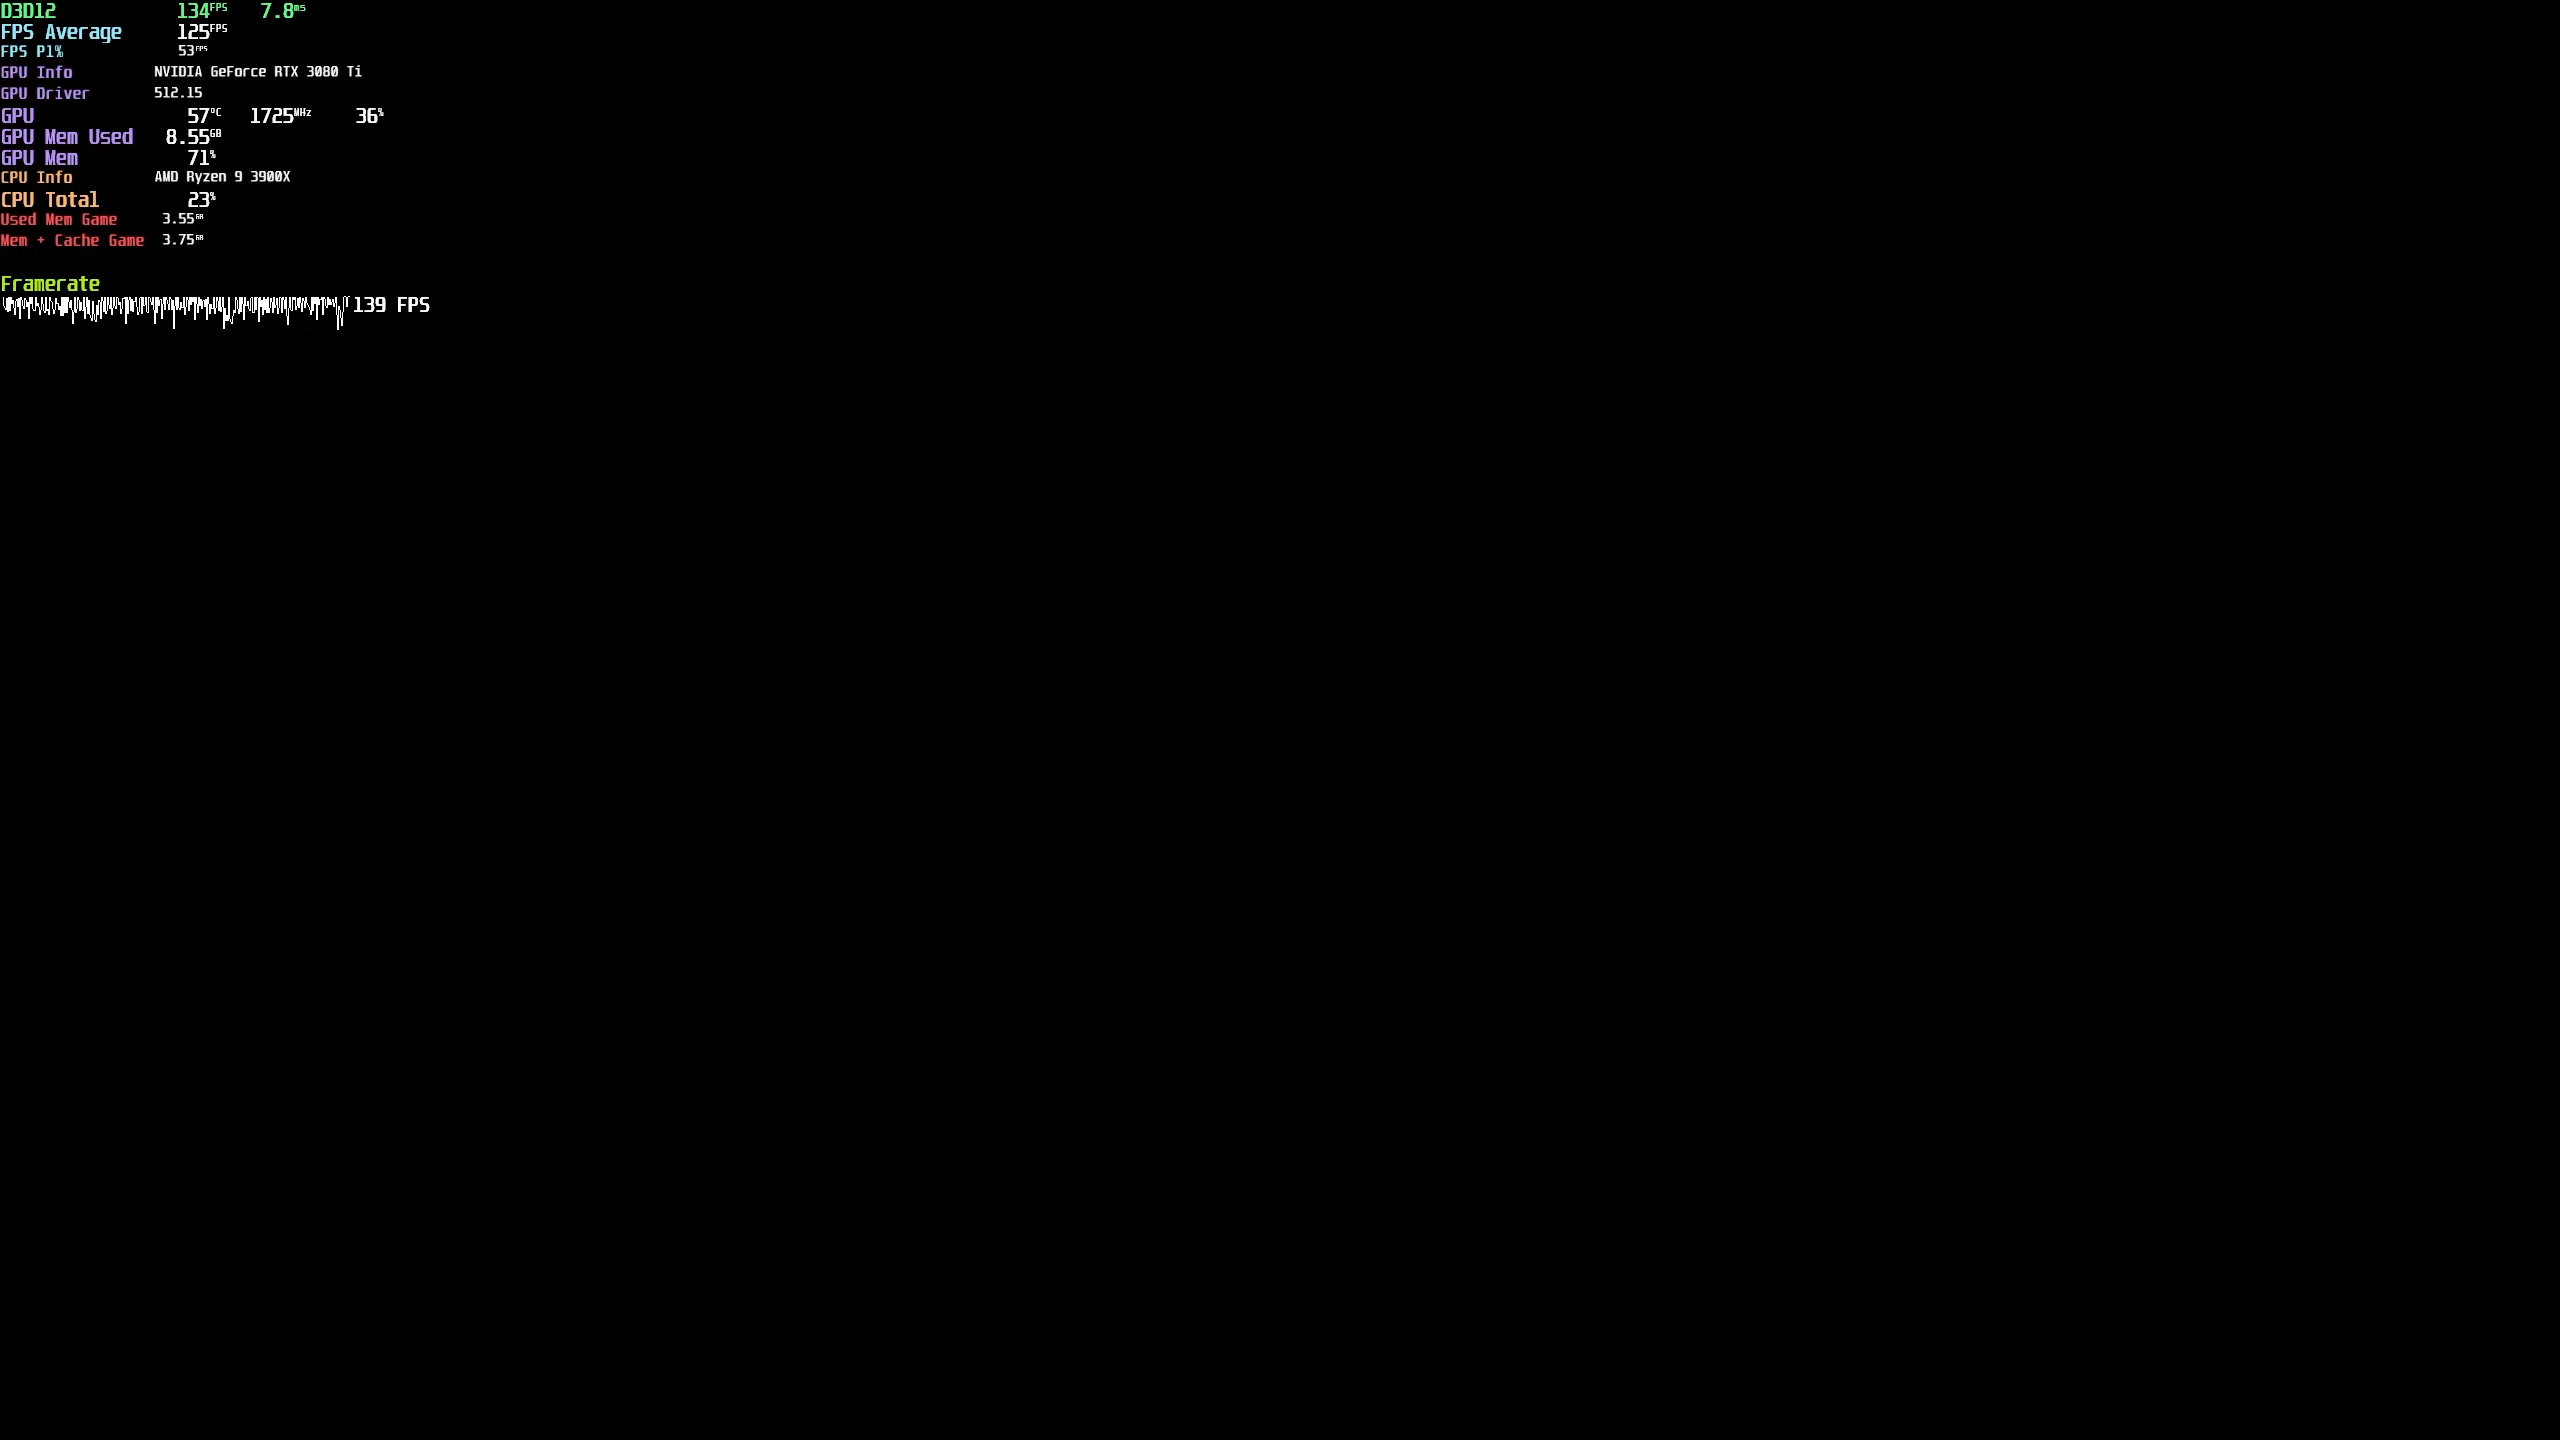 D3D12 134FPS 7.8ms
FPS Average 125FPS
FPS P1% 53FPS
GPU Info NVIDIA GeForce RTX 3080 Ti
GPU Driver 512.15
GPU 57°C 1725MHz 36%
GPU Mem Used 8.55GB
GPU Mem 71%
CPU Info AMD Ryzen 9 3900X
CPU Total 23%
Used Mem Game 3.55GB
Mem + Cache Game 3.75GB
Framerate
139 FPS